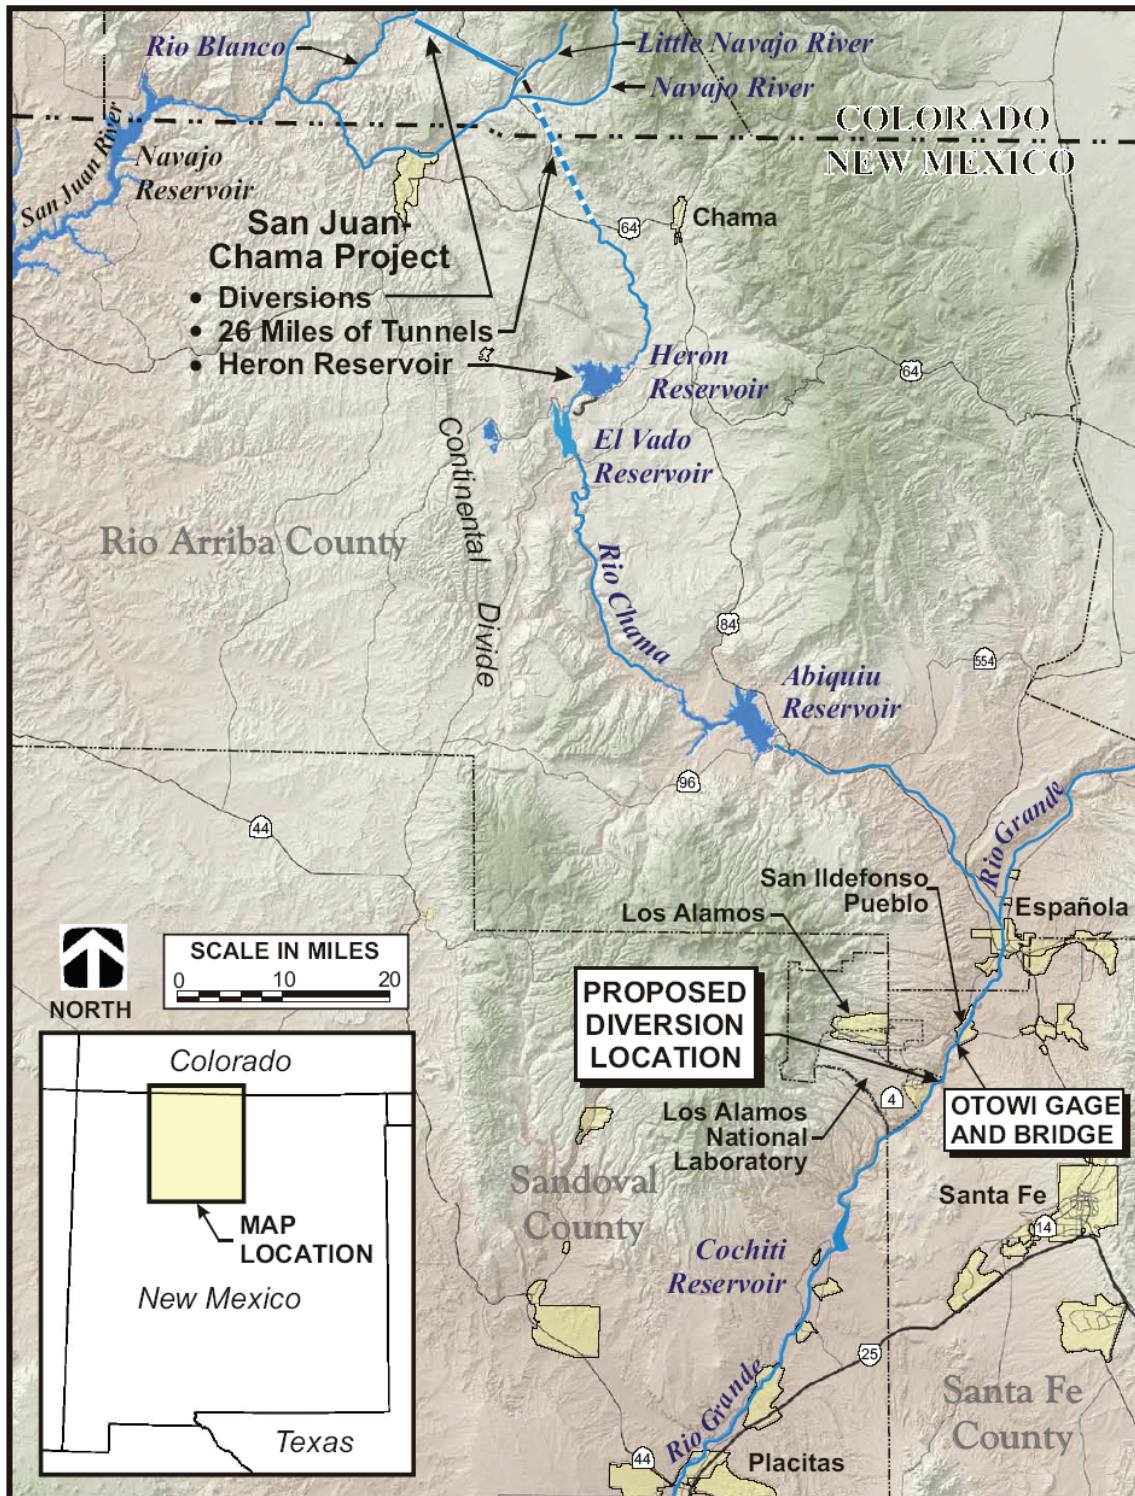 Rio Blanco
Little Navajo River
Navajo River
COLORADO
NEW MEXICO
San Juan River
Navajo
Reservoir
San Juan-
Chama Project
• Diversions
• 26 Miles of Tunnels
• Heron Reservoir
64
Chama
Heron
Reservoir
64
El Vado
Reservoir
Continental Divide
Rio Arriba County
Rio Chama
84
554
Abiquiu
Reservoir
96
44
Rio Grande
San Ildefonso
Pueblo
Los Alamos
Española
NORTH
SCALE IN MILES
0 10 20
PROPOSED
DIVERSION
LOCATION
4
OTOWI GAGE
AND BRIDGE
Los Alamos
National
Laboratory
Sandoval
County
Santa Fe
14
Cochiti
Reservoir
25
Rio Grande
Santa Fe
County
44
Placitas
Colorado
MAP
LOCATION
New Mexico
Texas